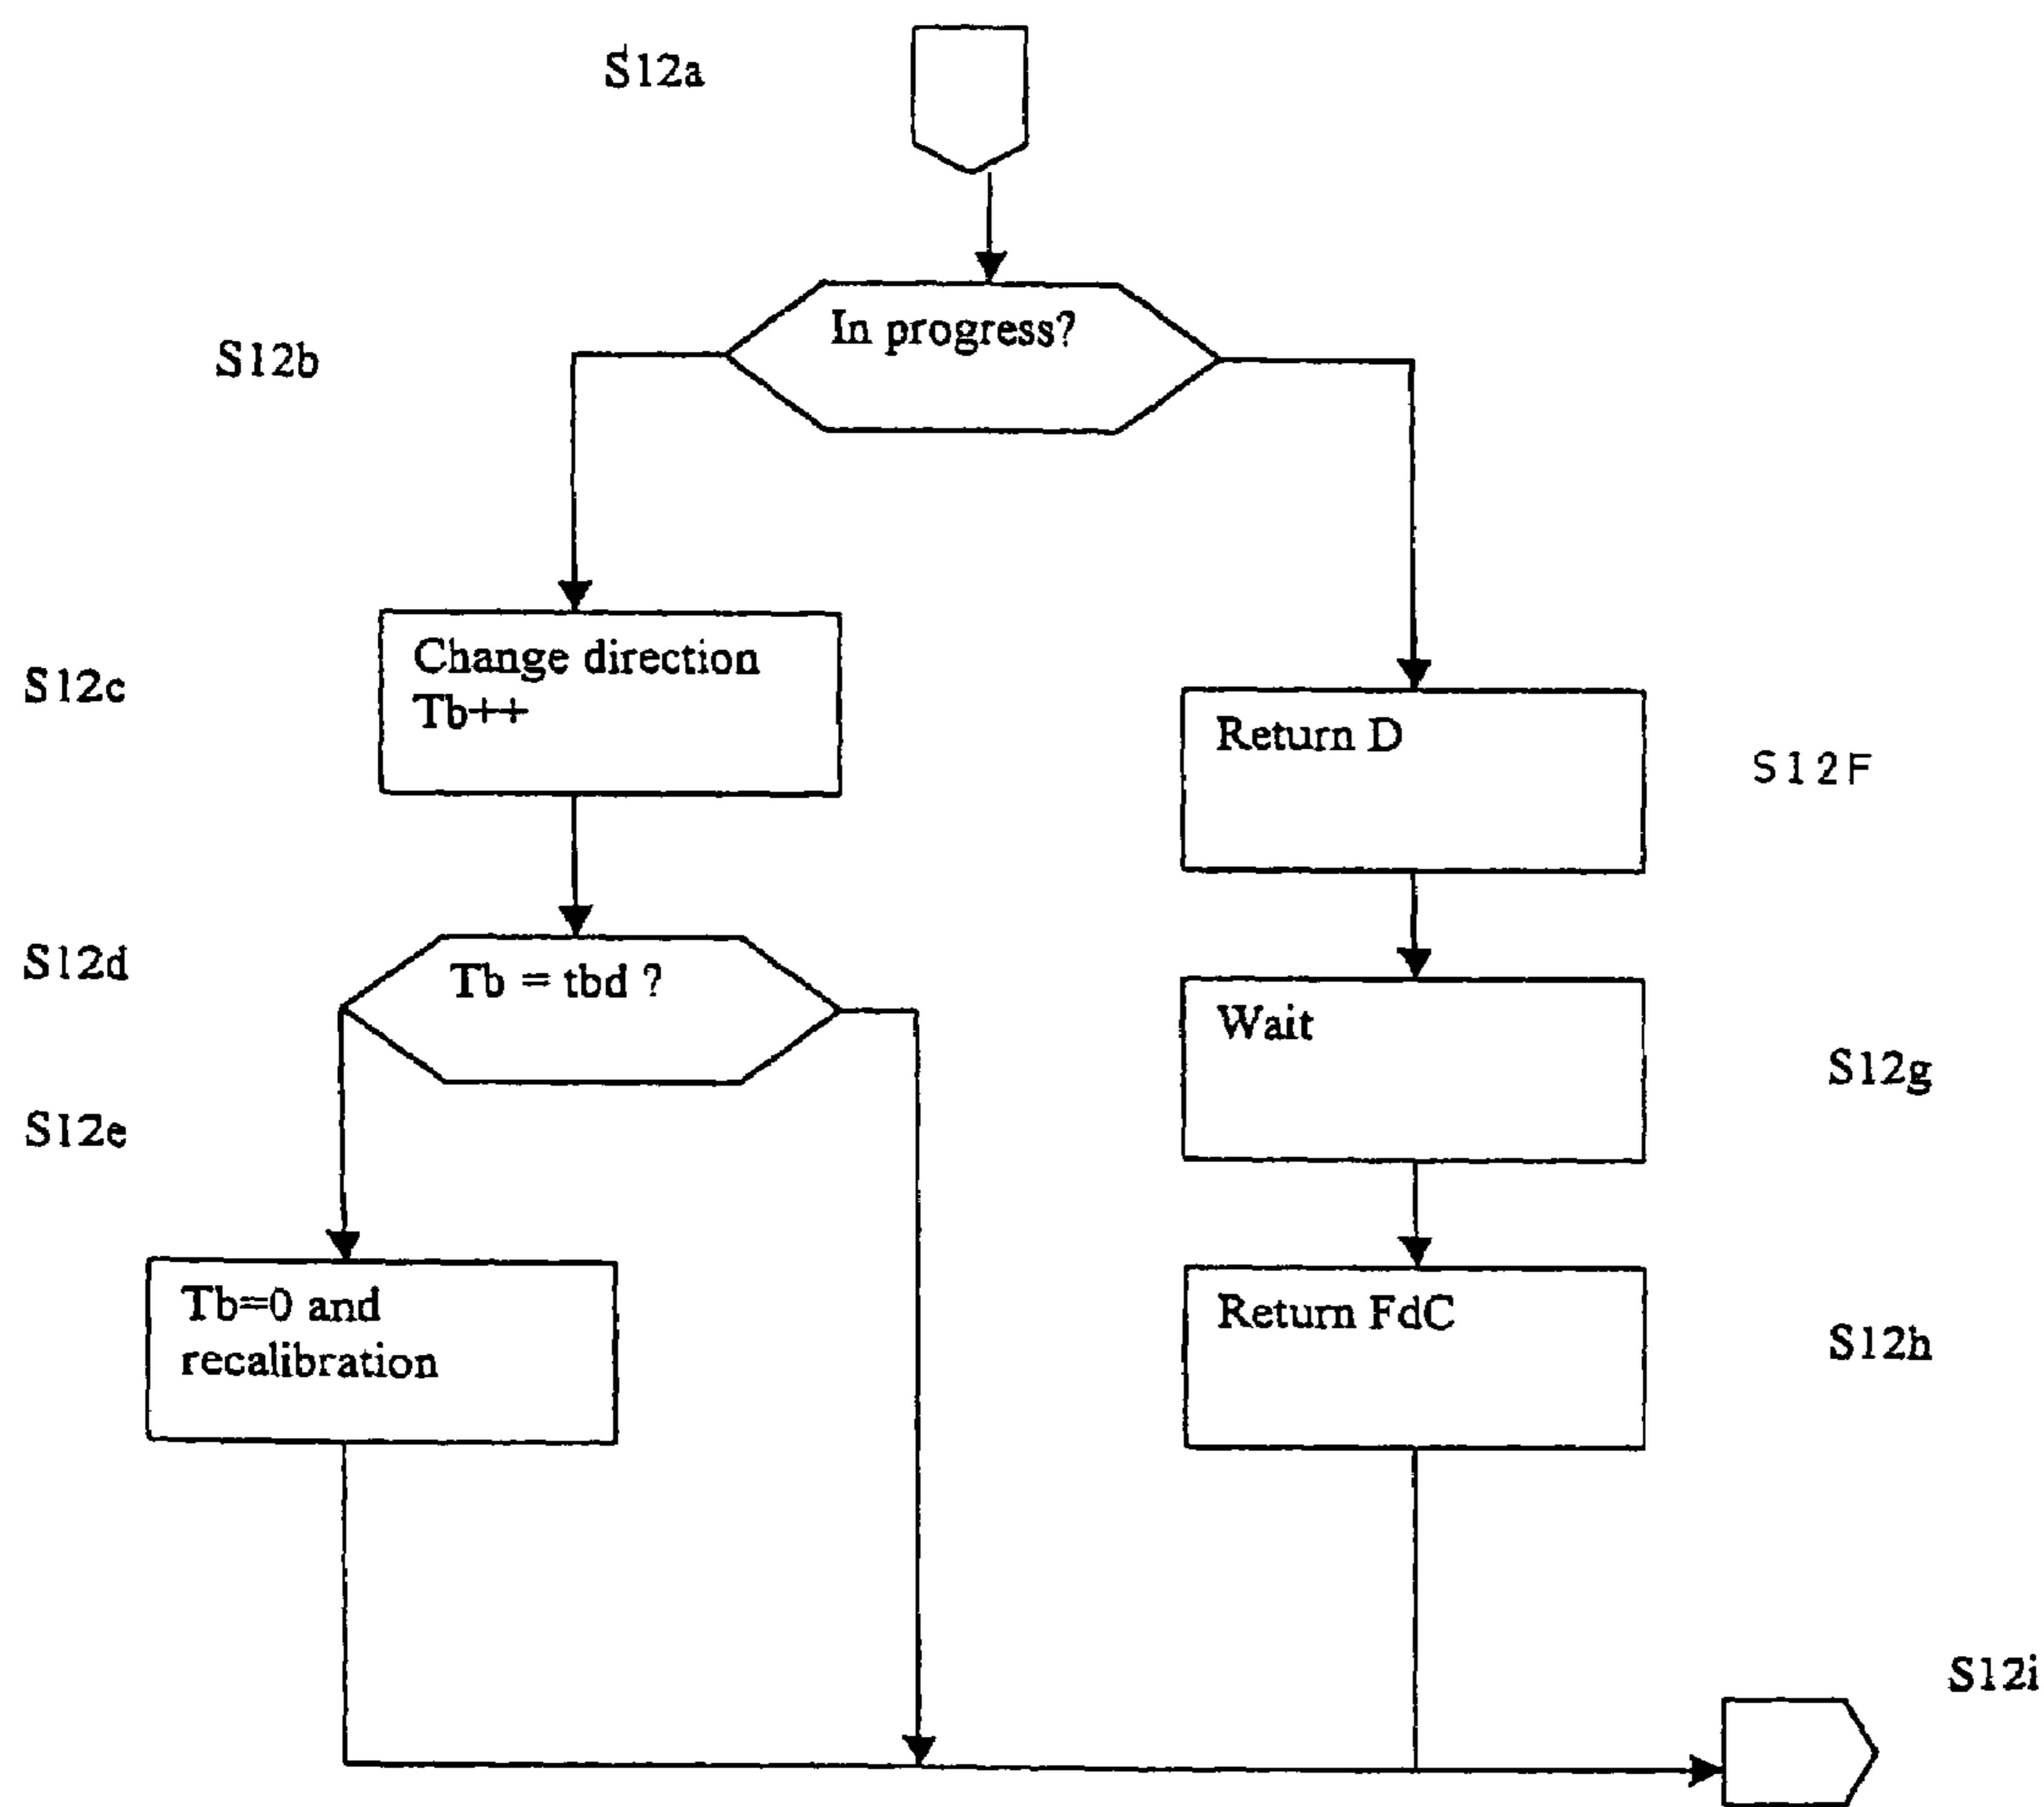 S12a
In progress?
S12b
Change direction
Tb++
S12c
Return D
S12F
Tb = tbd ?
S12d
Wait
S12g
S12e
Tb=0 and
recalibration
Return FdC
S12h
S12i